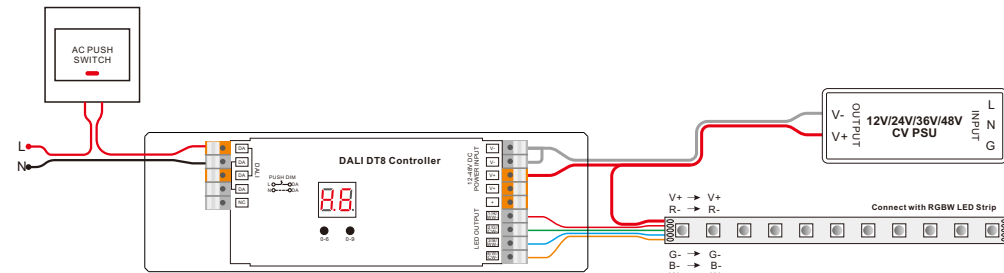 AC PUSH
SWITCH
L
N
DALI DT8 Controller
DA
DA
DA
DA
NC
DALI
PUSH DIM
L DA
N DA
8.8.
0-6
0-9
12-48V DC
POWER INPUT
V-
V-
V+
V+
+
LED OUTPUT
12V/24V/36V/48V
CV PSU
V-
V+
OUTPUT
INPUT
L
N
G
V+ → V+
R- → R-
Connect with RGBW LED Strip
G- → G-
B- → B-